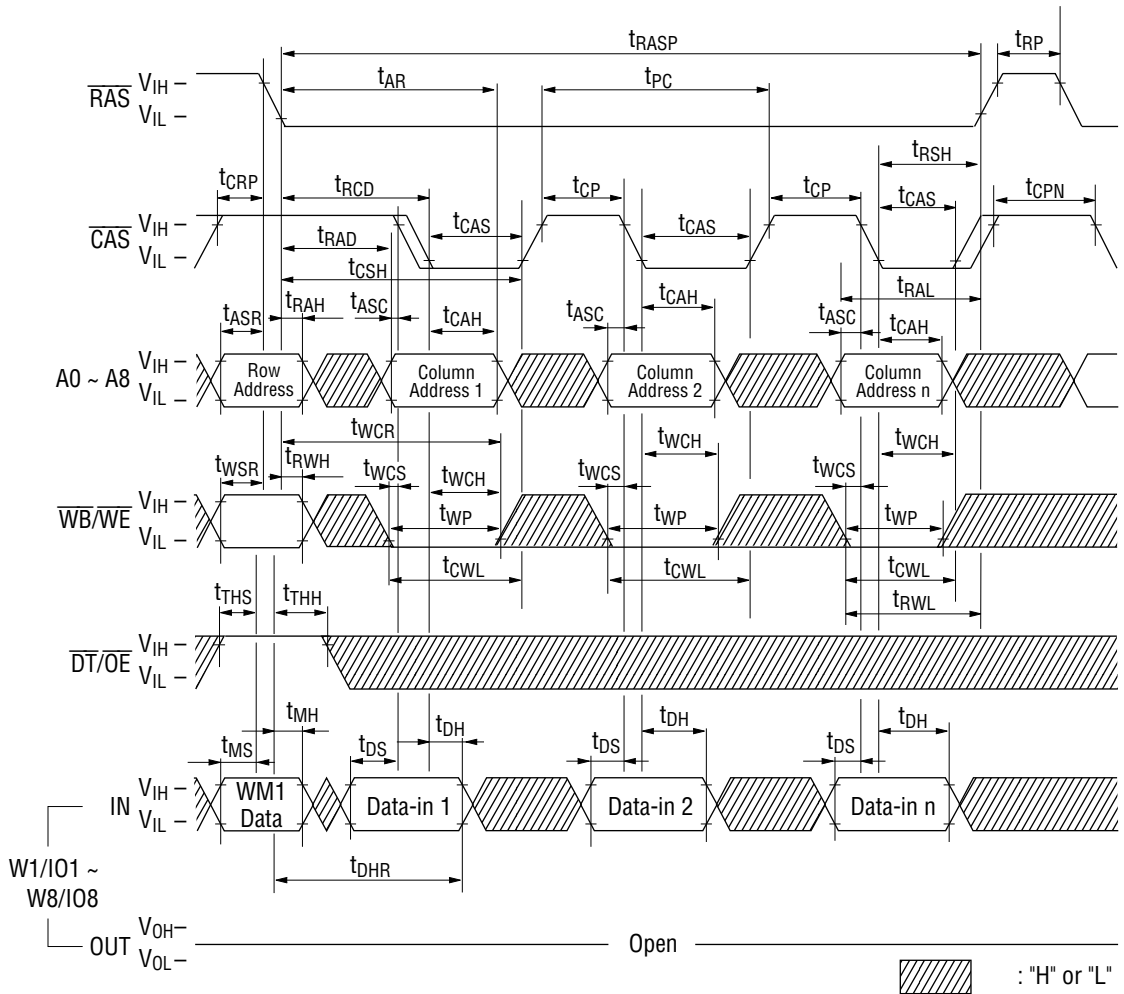 tRASP
tRP
tAR
tPC
RAS
VIH
VIL
tRSH
tCRP
tRCD
tCP
tCP
tCAS
tCPN
CAS
VIH
VIL
tCAS
tCAS
tRAD
tCSH
tRAL
tASR
tRAH
tASC
tCAH
tASC
tCAH
tASC
tCAH
A0 ~ A8
VIH
VIL
Row
Address
Column
Address 1
Column
Address 2
Column
Address n
tWCR
tWSR
tRWH
tWCS
tWCH
tWCS
tWCH
tWCS
tWCH
WB/WE
VIH
VIL
tWP
tWP
tWP
tCWL
tCWL
tCWL
tRWL
tTHS
tTHH
DT/OE
VIH
VIL
tMS
tMH
tDS
tDH
tDS
tDH
tDS
tDH
IN
VIH
VIL
WM1
Data
Data-in 1
Data-in 2
Data-in n
tDHR
W1/IO1 ~
W8/IO8
OUT
VOH
VOL
Open
: "H" or "L"